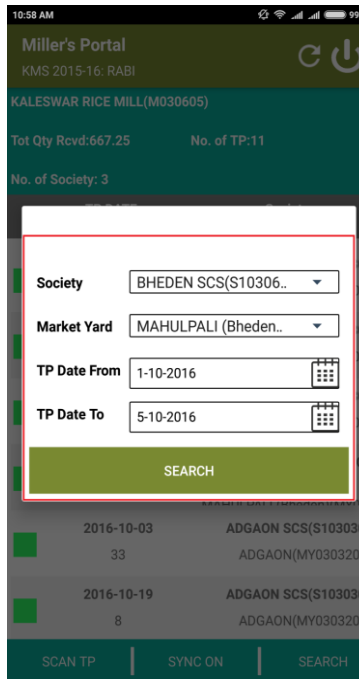 10:58 AM 99
Miller's Portal
KMS 2015-16: RABI
KALESWAR RICE MILL(M030605)
Tot Qty Rcvd:667.25 No. of TP:11
No. of Society: 3
Society BHEDEN SCS(S10306..
Market Yard MAHULPALI (Bheden..
TP Date From 1-10-2016
TP Date To 5-10-2016
SEARCH
2016-10-03 ADGAON SCS(S10303
33 ADGAON(MY030320
2016-10-19 ADGAON SCS(S10303
8 ADGAON(MY030320
SCAN TP SYNC ON SEARCH